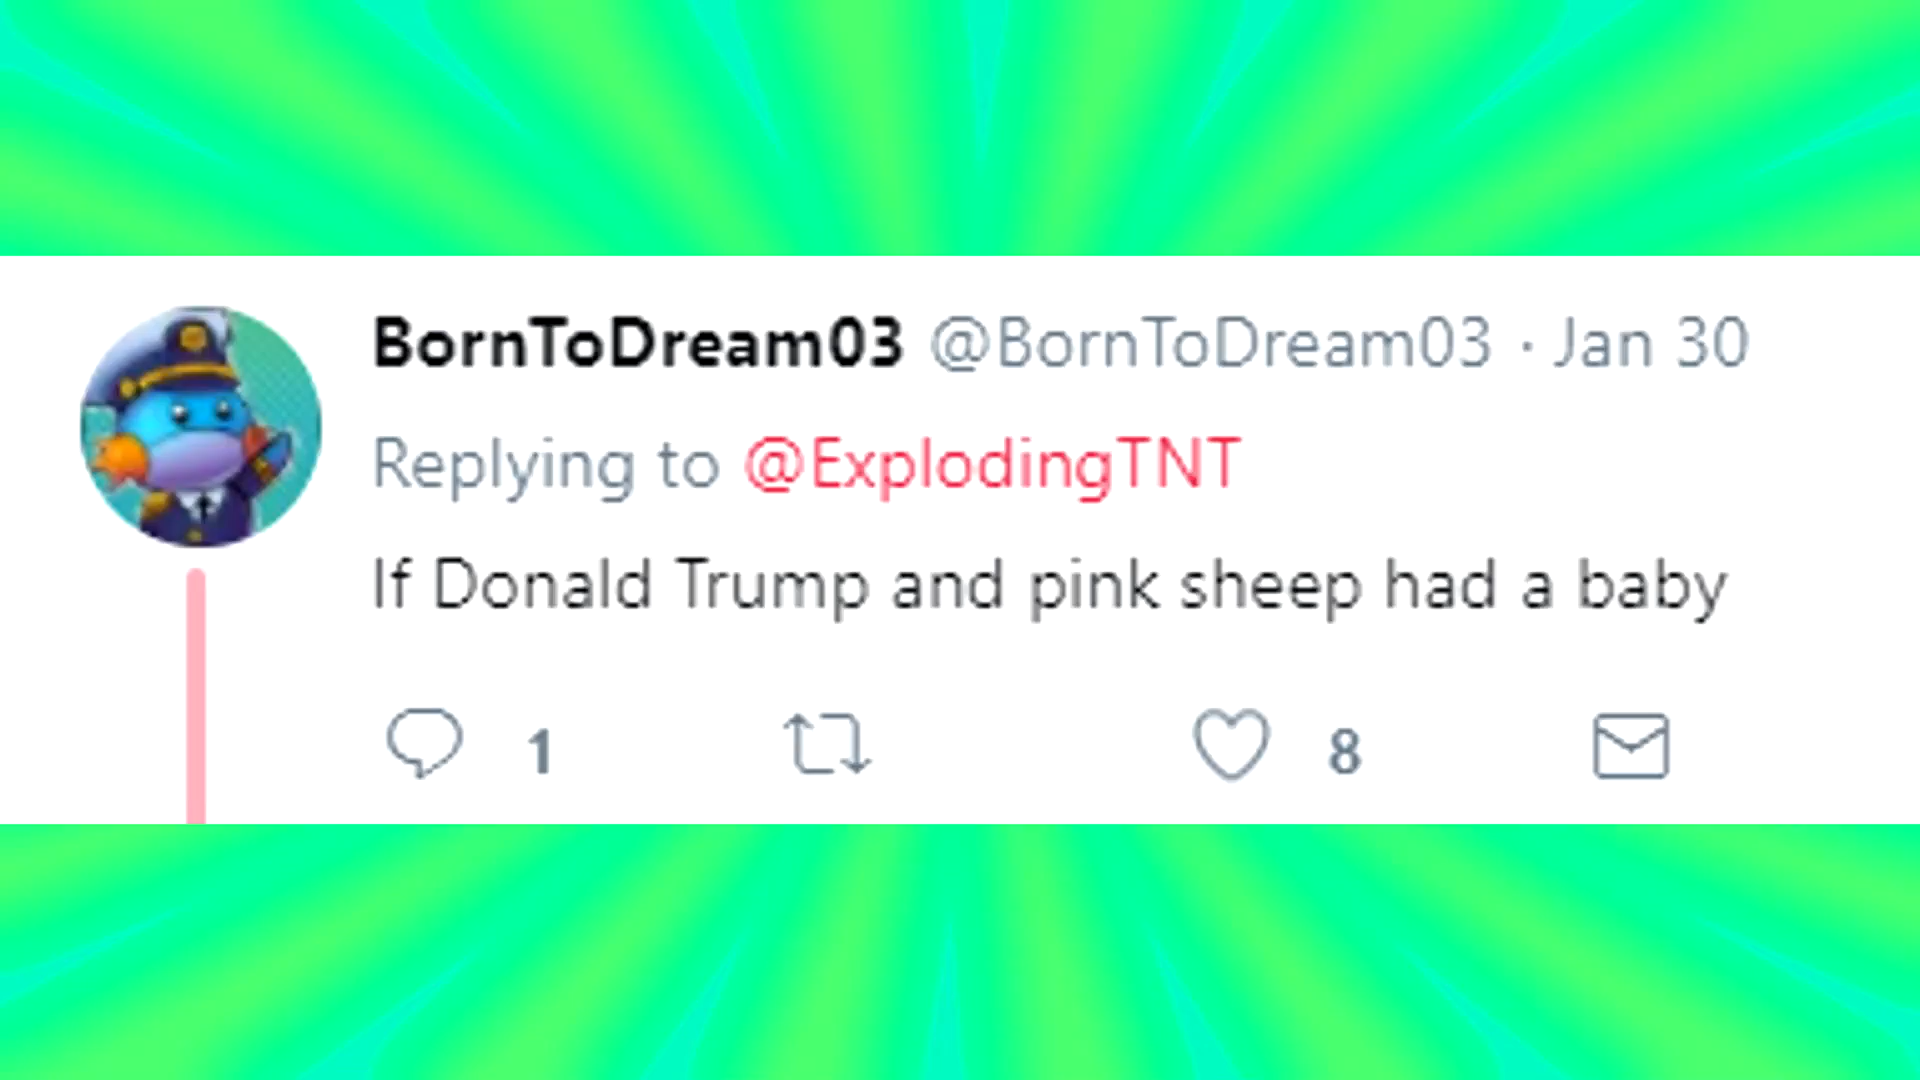 BornToDream03 @BornToDream03 · Jan 30
Replying to @ExplodingTNT
If Donald Trump and pink sheep had a baby
1 8